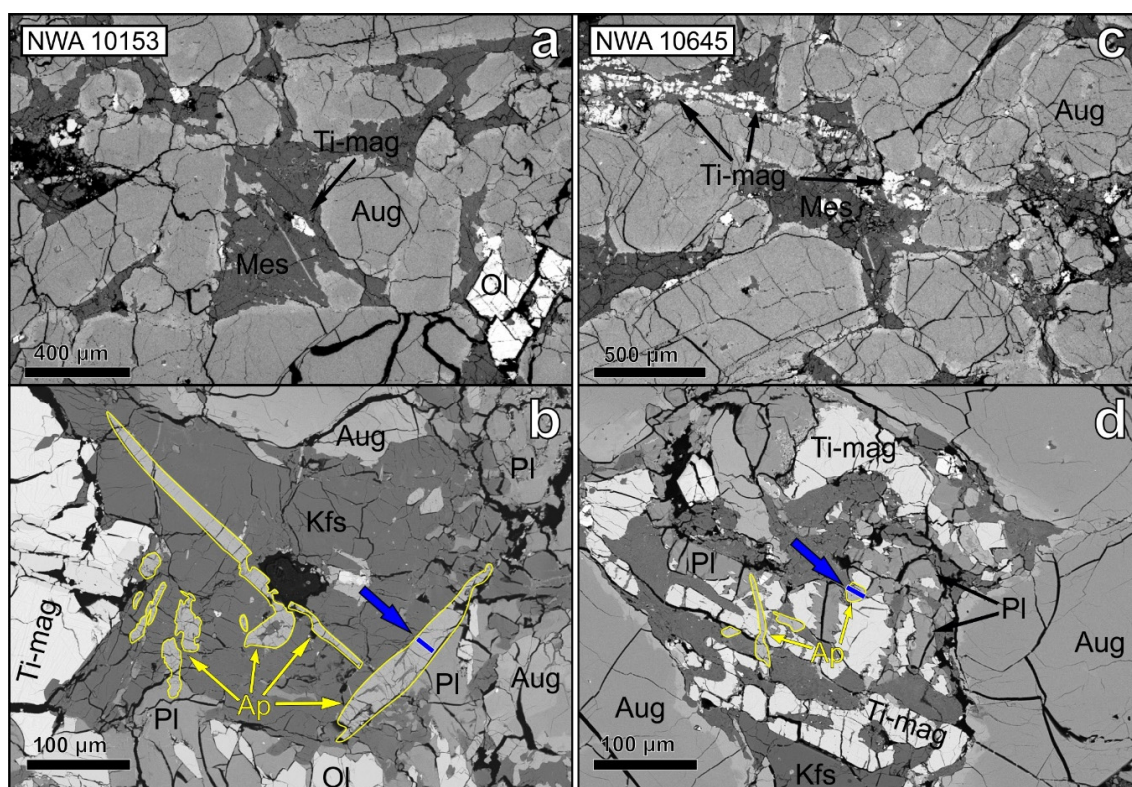 NWA 10153
a
Ti-mag
Aug
Mes
Ol
400 µm
NWA 10645
c
Aug
Ti-mag
Mes
500 µm
b
Aug
Pl
Kfs
Ti-mag
Ap
Pl
Pl
Aug
Ol
100 µm
d
Ti-mag
Pl
Pl
Ap
Aug
Aug
Ti-mag
Kfs
100 µm